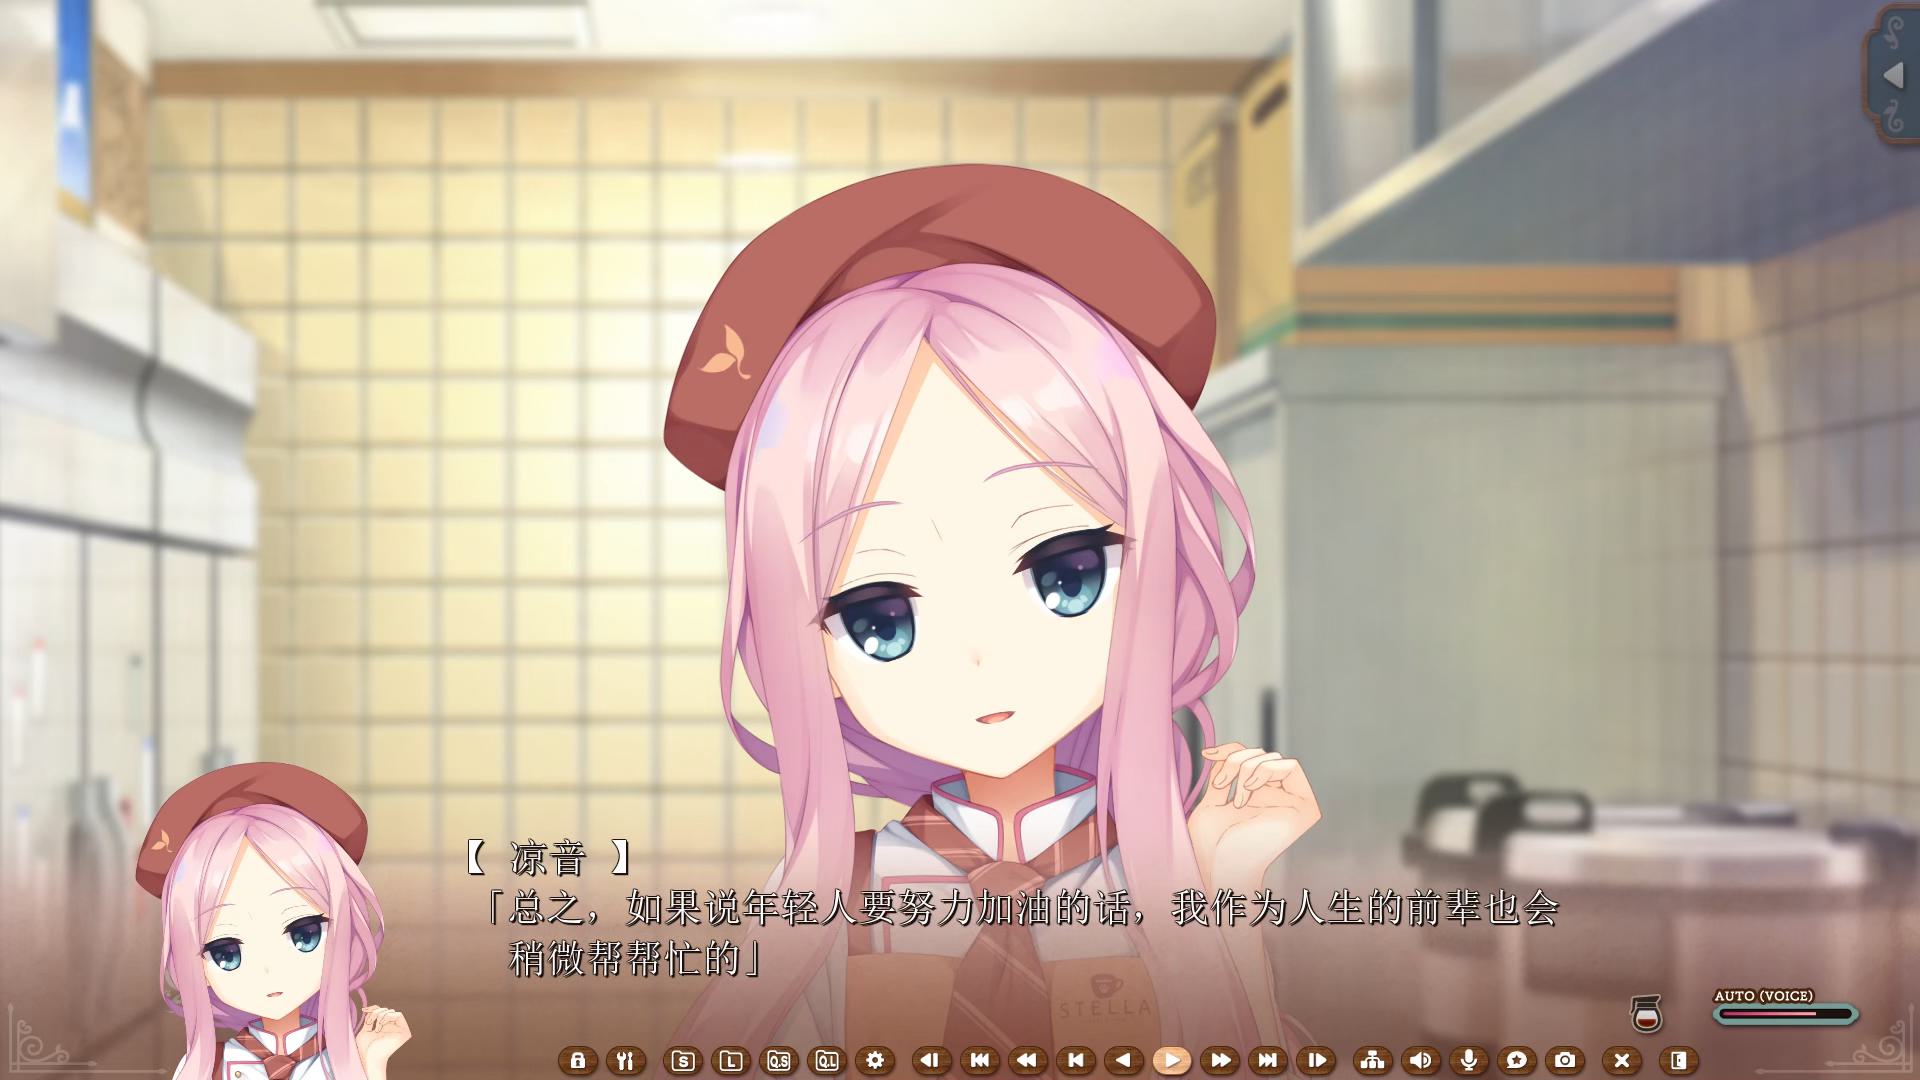 【 凉音 】
「总之，如果说年轻人要努力加油的话，我作为人生的前辈也会
稍微帮帮忙的」
STELLA
AUTO (VOICE)
S
L
Q.S
Q.L